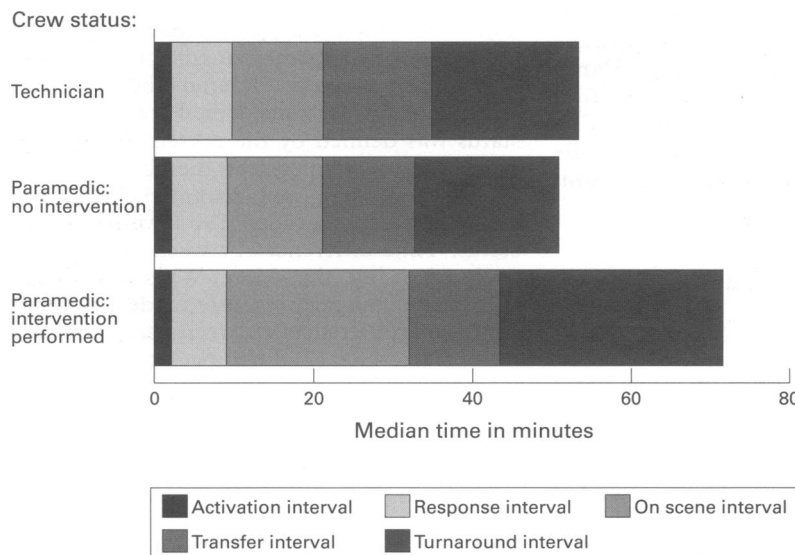 Crew status:
Technician
Paramedic:
no intervention
Paramedic:
intervention
performed
0 20 40 60 80
Median time in minutes
Activation interval Response interval On scene interval
Transfer interval Turnaround interval